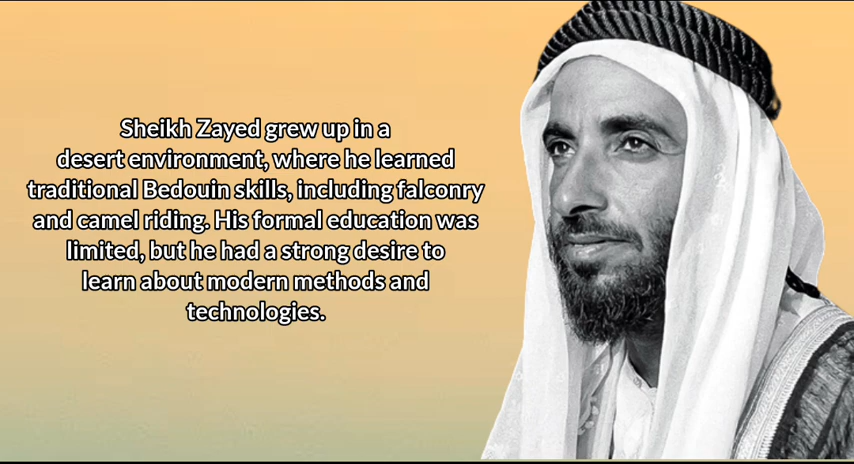 Sheikh Zayed grew up in a
desert environment, where he learned
traditional Bedouin skills, including falconry
and camel riding. His formal education was
limited, but he had a strong desire to
learn about modern methods and
technologies.